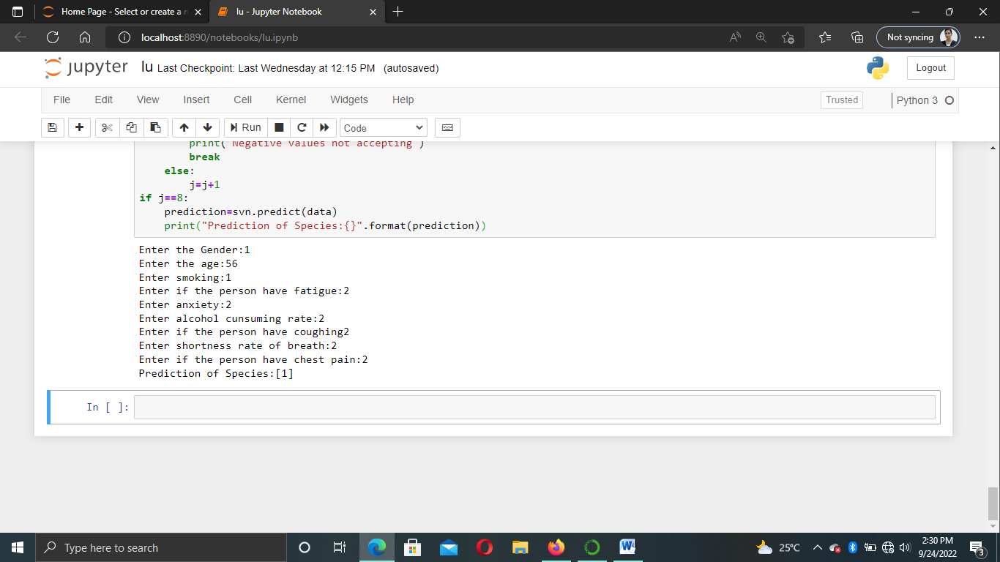 Home Page - Select or create a n
lu - Jupyter Notebook
localhost:8890/notebooks/lu.ipynb
Not syncing
jupyter lu Last Checkpoint: Last Wednesday at 12:15 PM (autosaved)
Logout
File Edit View Insert Cell Kernel Widgets Help
Trusted
Python 3
Run
Code
print("Negative values not accepting")
break
else:
j=j+1
if j==8:
prediction=svn.predict(data)
print("Prediction of Species:{}".format(prediction))
Enter the Gender:1
Enter the age:56
Enter smoking:1
Enter if the person have fatigue:2
Enter anxiety:2
Enter alcohol cunsuming rate:2
Enter if the person have coughing2
Enter shortness rate of breath:2
Enter if the person have chest pain:2
Prediction of Species:[1]
In [ ]:
Type here to search
25°C
2:30 PM
9/24/2022
3